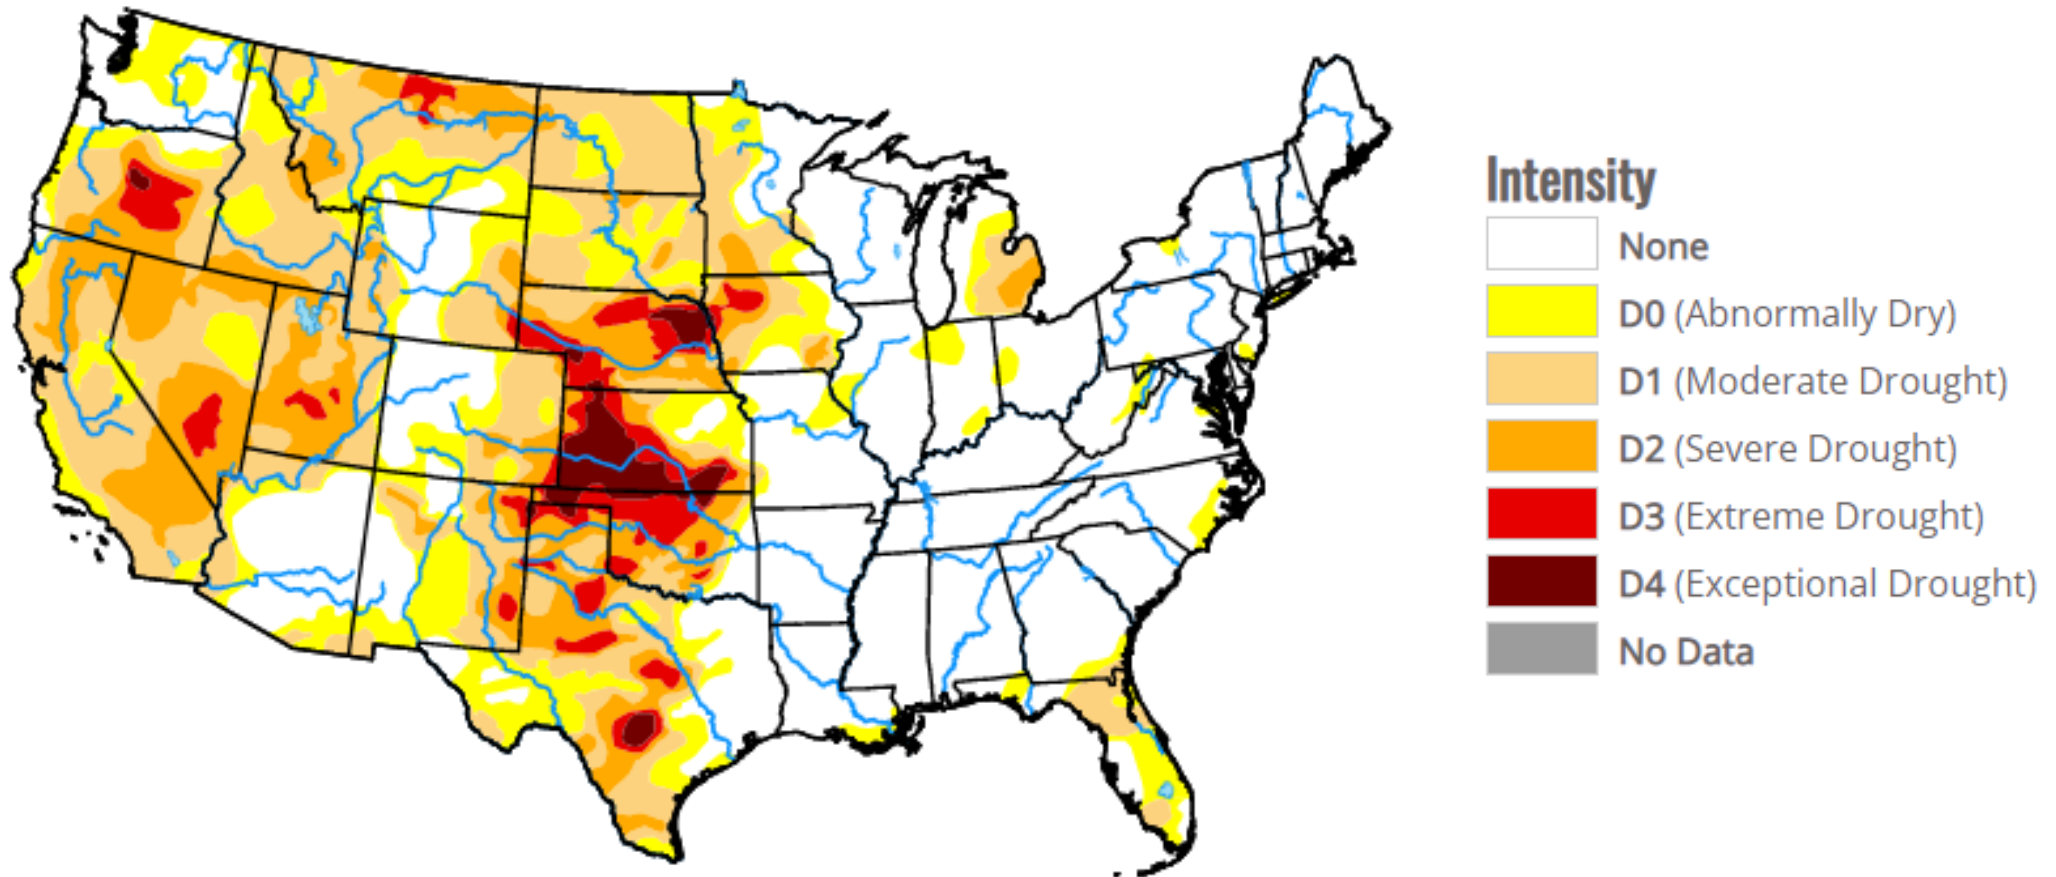 Intensity
None
D0 (Abnormally Dry)
D1 (Moderate Drought)
D2 (Severe Drought)
D3 (Extreme Drought)
D4 (Exceptional Drought)
No Data